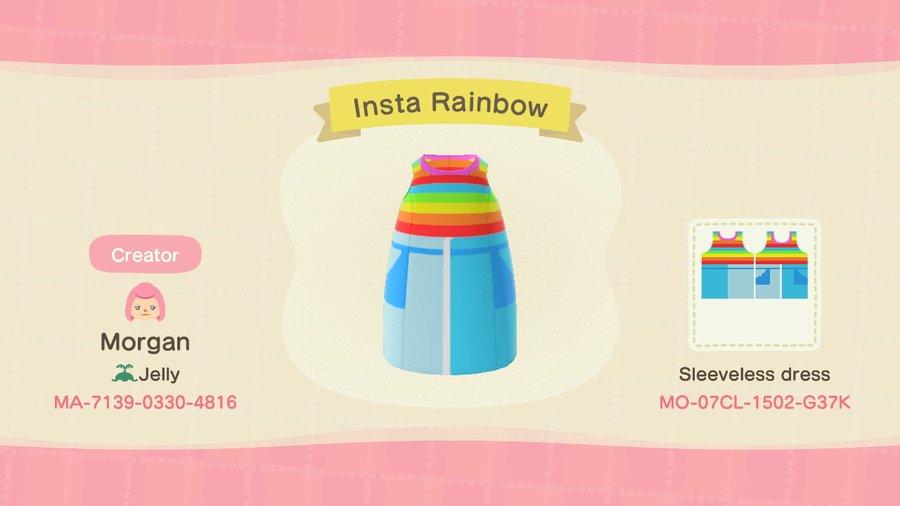 Insta Rainbow
Creator
Morgan
Jelly
MA-7139-0330-4816
Sleeveless dress
MO-07CL-1502-G37K